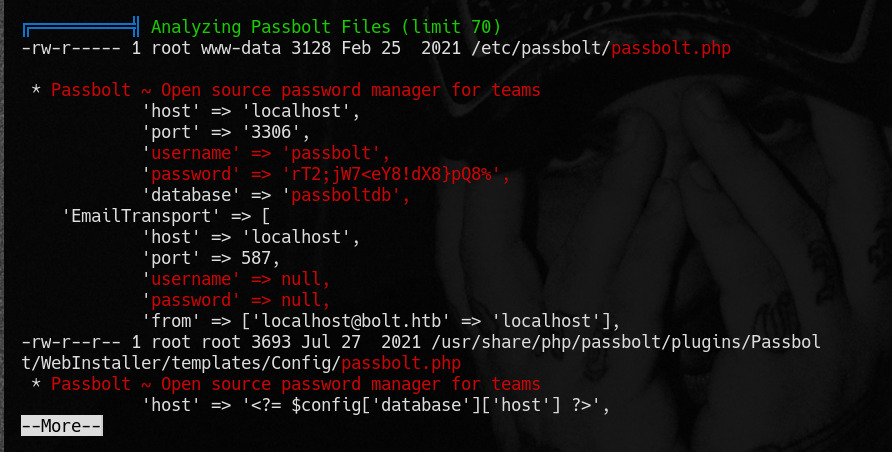 Analyzing Passbolt Files (limit 70)
-rw-r----- 1 root www-data 3128 Feb 25  2021 /etc/passbolt/passbolt.php
 * Passbolt ~ Open source password manager for teams
            'host' => 'localhost',
            'port' => '3306',
            'username' => 'passbolt',
            'password' => 'rT2;jW7<eY8!dX8}pQ8%',
            'database' => 'passboltdb',
    'EmailTransport' => [
            'host' => 'localhost',
            'port' => 587,
            'username' => null,
            'password' => null,
            'from' => ['localhost@bolt.htb' => 'localhost'],
-rw-r--r-- 1 root root 3693 Jul 27  2021 /usr/share/php/passbolt/plugins/Passbol
t/WebInstaller/templates/Config/passbolt.php
 * Passbolt ~ Open source password manager for teams
            'host' => '<?= $config['database']['host'] ?>',
--More--